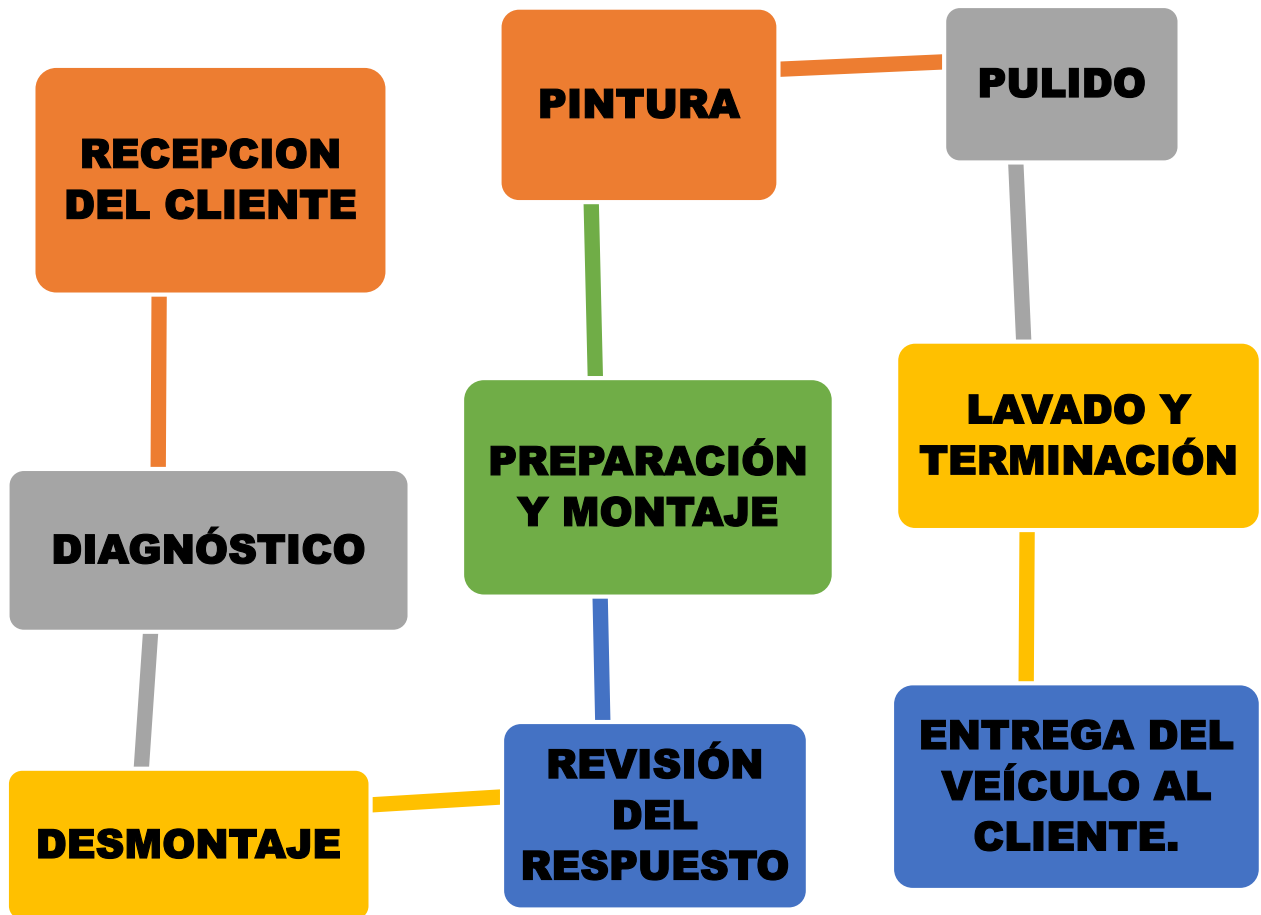 RECEPCION
DEL CLIENTE
DIAGNÓSTICO
DESMONTAJE
REVISIÓN
DEL
RESPUESTO
PREPARACIÓN
Y MONTAJE
PINTURA
PULIDO
LAVADO Y
TERMINACIÓN
ENTREGA DEL
VEÍCULO AL
CLIENTE.